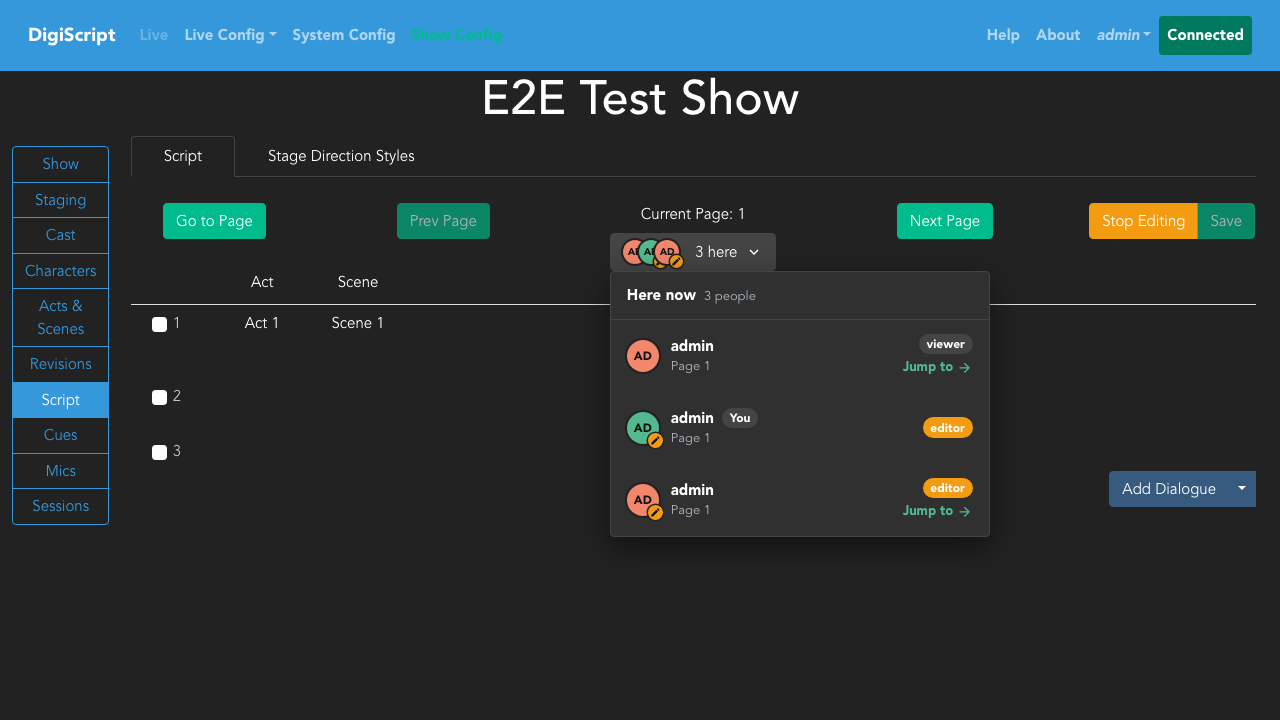 DigiScript Live Live Config System Config Show Config Help About admin Connected
E2E Test Show
Show
Staging
Cast
Characters
Acts &
Scenes
Revisions
Script
Cues
Mics
Sessions
Script Stage Direction Styles
Go to Page Prev Page Current Page: 1 Next Page Stop Editing Save
AD 3 here
Act Scene
1 Act 1 Scene 1
2
3
Here now 3 people
AD admin viewer
Page 1 Jump to →
AD admin You editor
Page 1
AD admin editor
Page 1 Jump to →
Add Dialogue